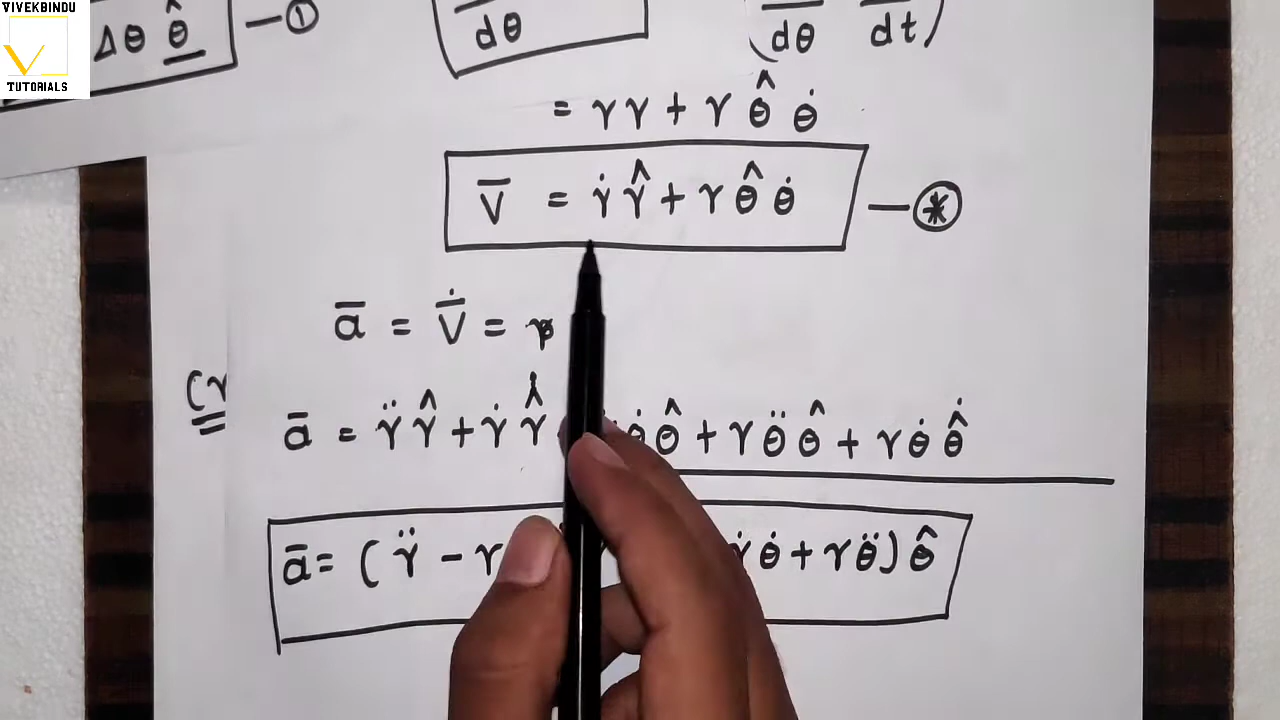 VIVEKBINDU
TUTORIALS
Δθ θ̂ — ①
dθ
dθ dt)
= γγ + γ θ̂ θ̇
V̅ = γ̇ γ̂ + γ θ̂ θ̇ — ⊛
a̅ = V̅̇ =
(γ
a̅ = γ̈ γ̂ + γ̇ γ̂̇ θ̇ θ̂ + γ θ̈ θ̂ + γ θ̇ θ̂̇
a̅ = ( γ̈ − γ γ̇ θ̇ + γ θ̈ ) θ̂